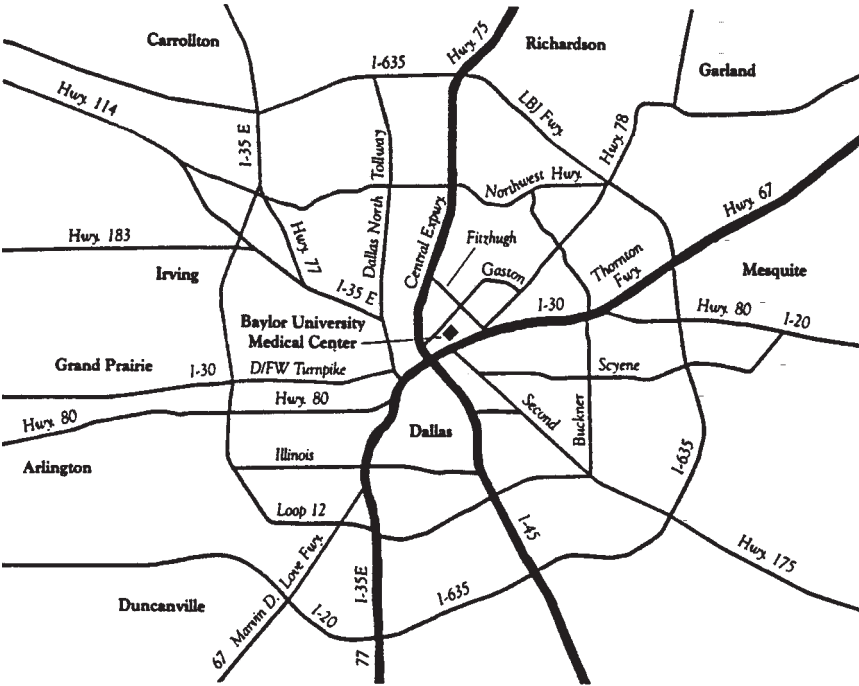 Carrollton
Hwy. 75
Richardson
I-635
Garland
Hwy. 114
LBJ Fwy.
I-35 E
Tollway
Hwy. 78
Northwest Hwy.
Hwy. 67
Hwy. 183
Hwy. 77
Dallas North
Central Expwy.
Fitzhugh
Irving
Gaston
Thornton
Fwy.
Mesquite
I-35 E
I-30
Hwy. 80
I-20
Baylor University
Medical Center
Grand Prairie
I-30
D/FW Turnpike
Scyene
Hwy. 80
Hwy. 80
Second
Buckner
Dallas
Illinois
Arlington
I-635
Loop 12
I-45
Hwy. 175
Marvin D. Love Fwy.
I-35E
Duncanville
I-20
I-635
67
77